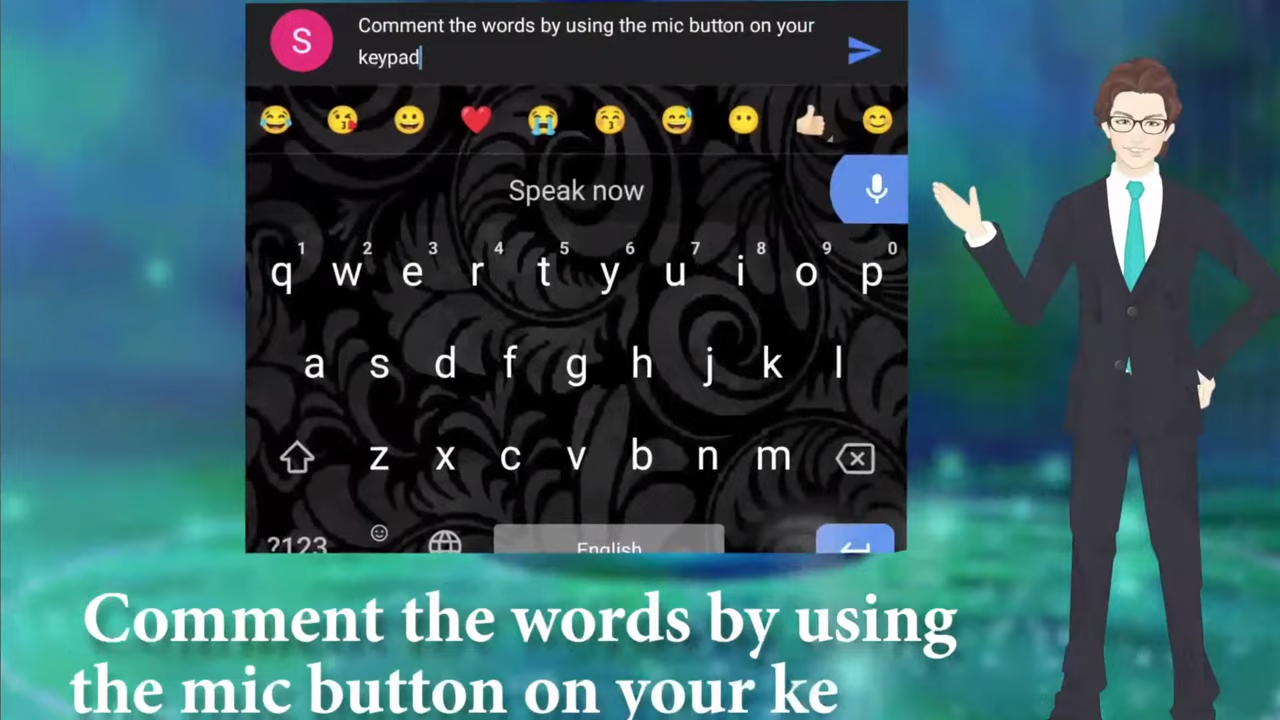 S
Comment the words by using the mic button on your
keypad
Speak now
1 2 3 4 5 6 7 8 9 0
q w e r t y u i o p
a s d f g h j k l
z x c v b n m
?123 English
Comment the words by using
the mic button on your ke